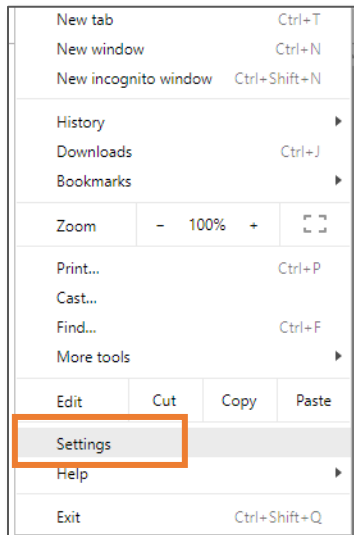 New tab Ctrl+T
New window Ctrl+N
New incognito window Ctrl+Shift+N
History
Downloads Ctrl+J
Bookmarks
Zoom - 100% +
Print... Ctrl+P
Cast...
Find... Ctrl+F
More tools
Edit Cut Copy Paste
Settings
Help
Exit Ctrl+Shift+Q